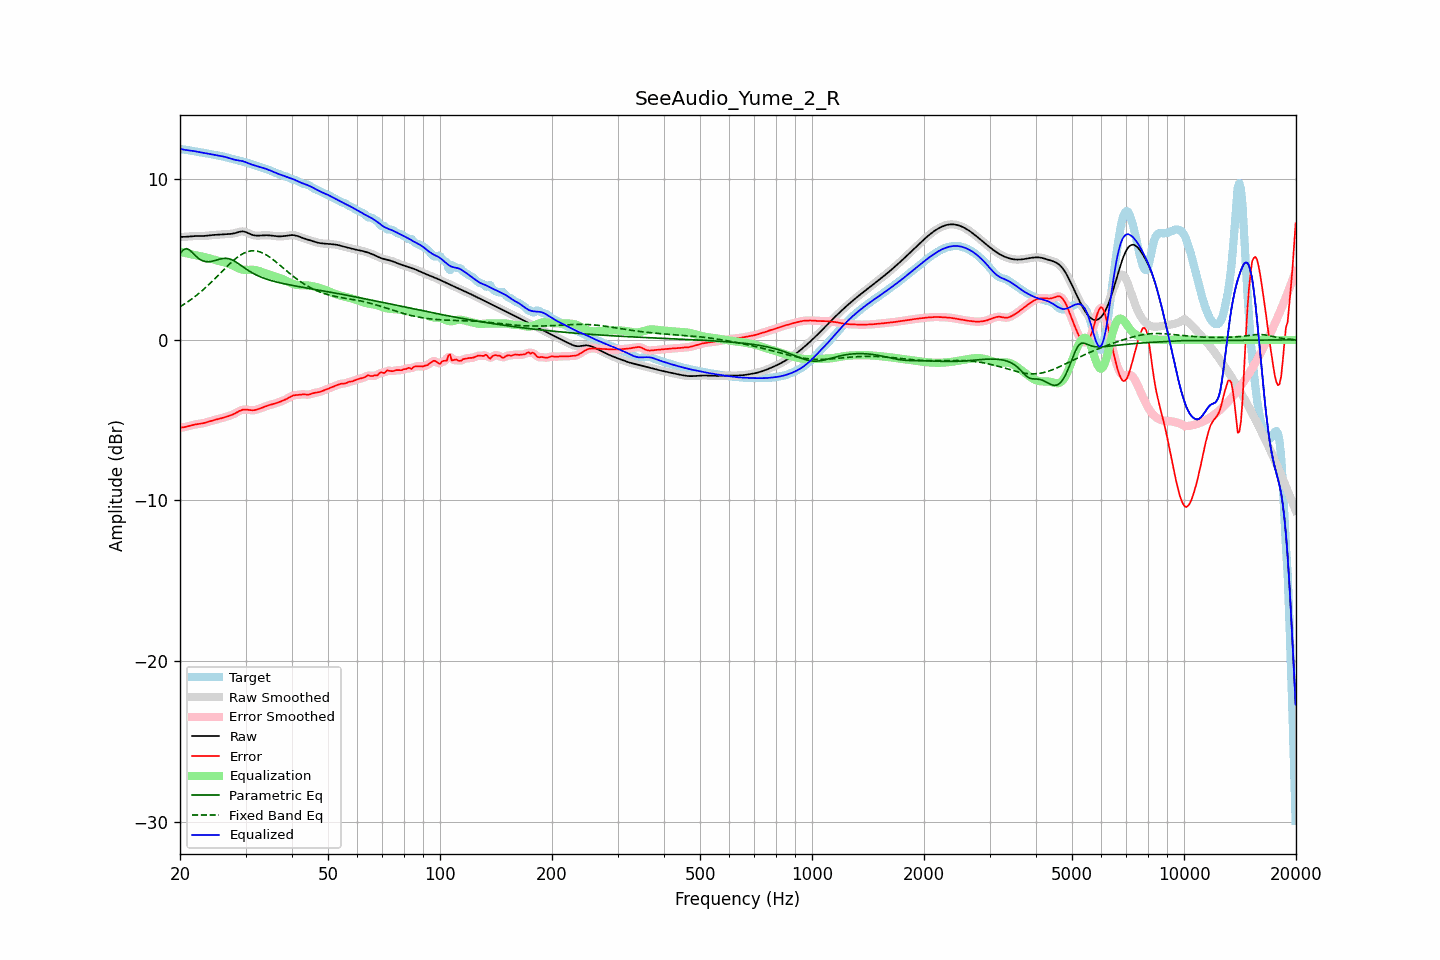 SeeAudio_Yume_2_R
Amplitude (dBr)
10
0
−10
−20
−30
Target
Raw Smoothed
Error Smoothed
Raw
Error
Equalization
Parametric Eq
Fixed Band Eq
Equalized
20 50 100 200 500 1000 2000 5000 10000 20000
Frequency (Hz)